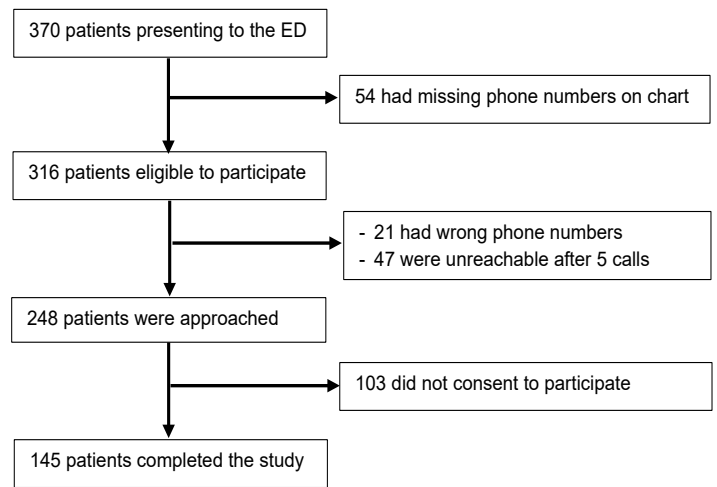 370 patients presenting to the ED
54 had missing phone numbers on chart
316 patients eligible to participate
- 21 had wrong phone numbers
- 47 were unreachable after 5 calls
248 patients were approached
103 did not consent to participate
145 patients completed the study